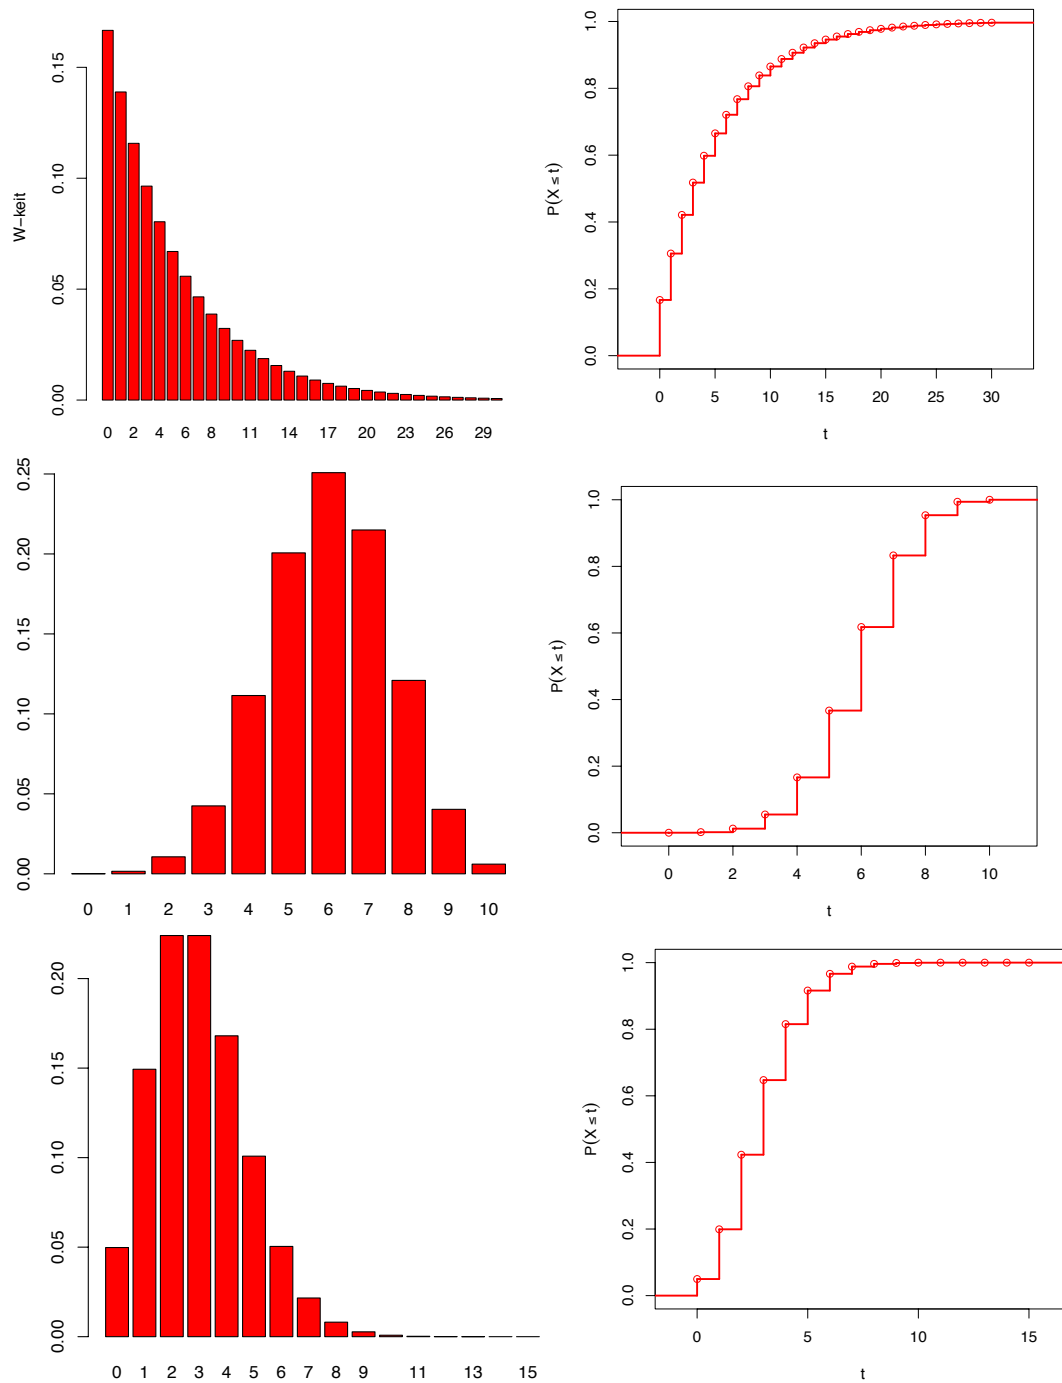 W−keit
0.00 0.05 0.10 0.15
0 2 4 6 8 11 14 17 20 23 26 29
P(X ≤ t)
0.0 0.2 0.4 0.6 0.8 1.0
0 5 10 15 20 25 30
t
0.00 0.05 0.10 0.15 0.20 0.25
0 1 2 3 4 5 6 7 8 9 10
P(X ≤ t)
0.0 0.2 0.4 0.6 0.8 1.0
0 2 4 6 8 10
t
0.00 0.05 0.10 0.15 0.20
0 1 2 3 4 5 6 7 8 9 11 13 15
P(X ≤ t)
0.0 0.2 0.4 0.6 0.8 1.0
0 5 10 15
t